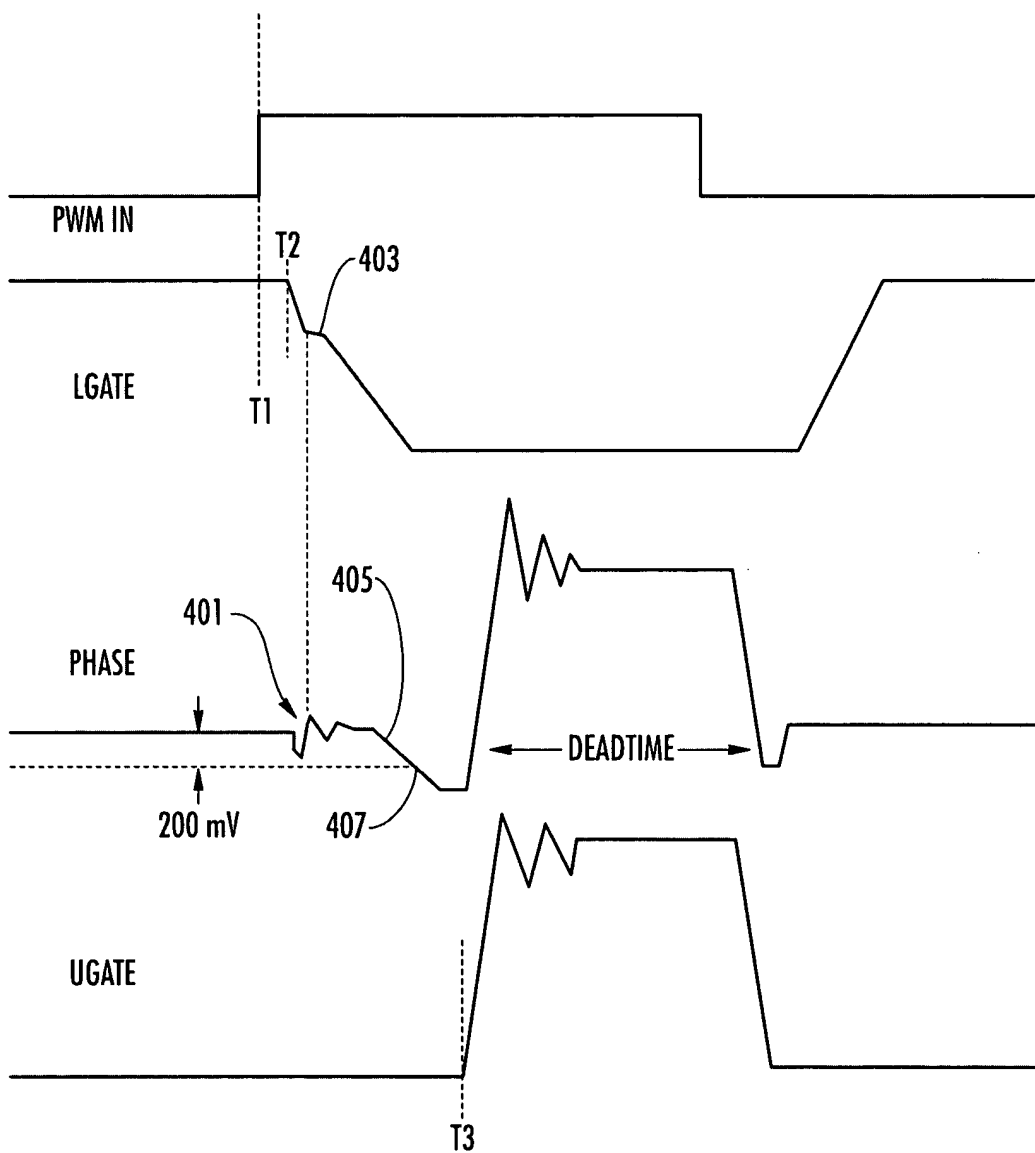 PWM IN
T2
403
LGATE
T1
405
401
PHASE
DEADTIME
200 mV
407
UGATE
T3